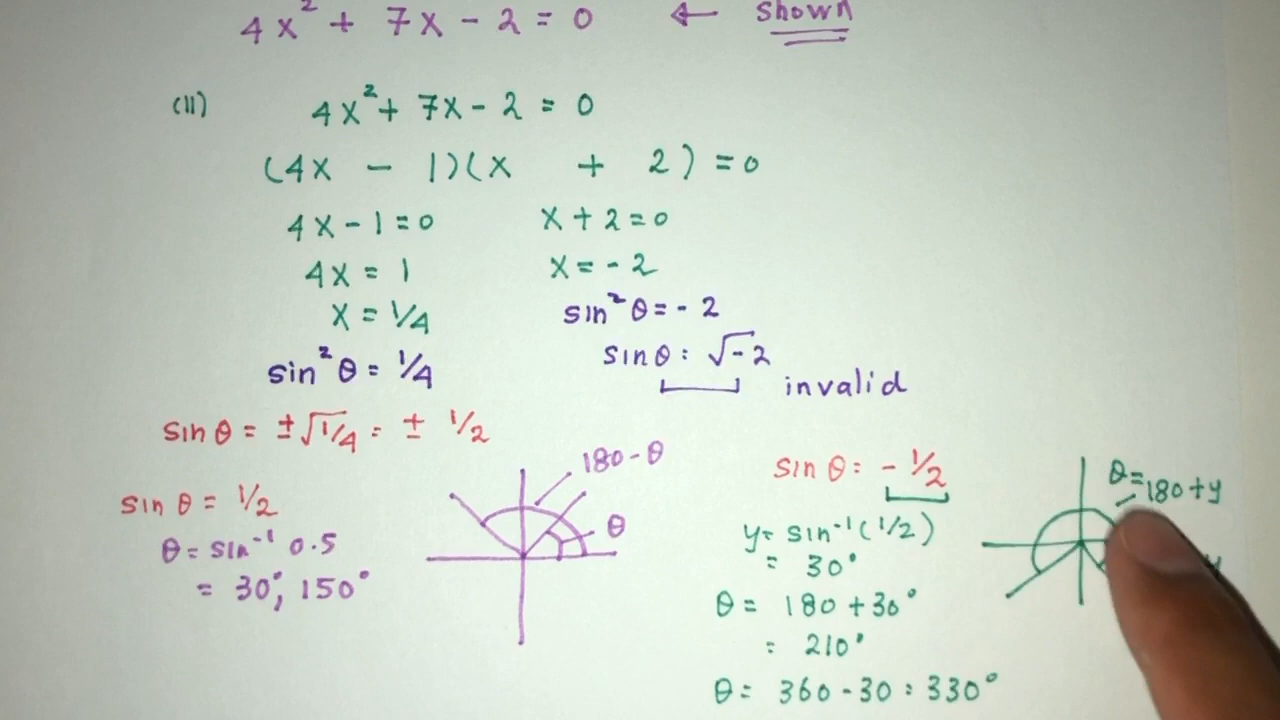 4x² + 7x - 2 = 0 ← shown
(II) 4x² + 7x - 2 = 0
(4x - 1)(x + 2) = 0
4x - 1 = 0 x + 2 = 0
4x = 1 x = - 2
x = 1/4 sin²θ = - 2
sin²θ = 1/4 sinθ = √-2 invalid
sin θ = ±√1/4 = ± 1/2
sin θ = 1/2
θ = sin⁻¹ 0.5
= 30°, 150°
180 - θ
θ
sin θ = - 1/2
y = sin⁻¹(1/2)
= 30°
θ = 180 + 30°
= 210°
θ = 360 - 30 = 330°
θ = 180 + y